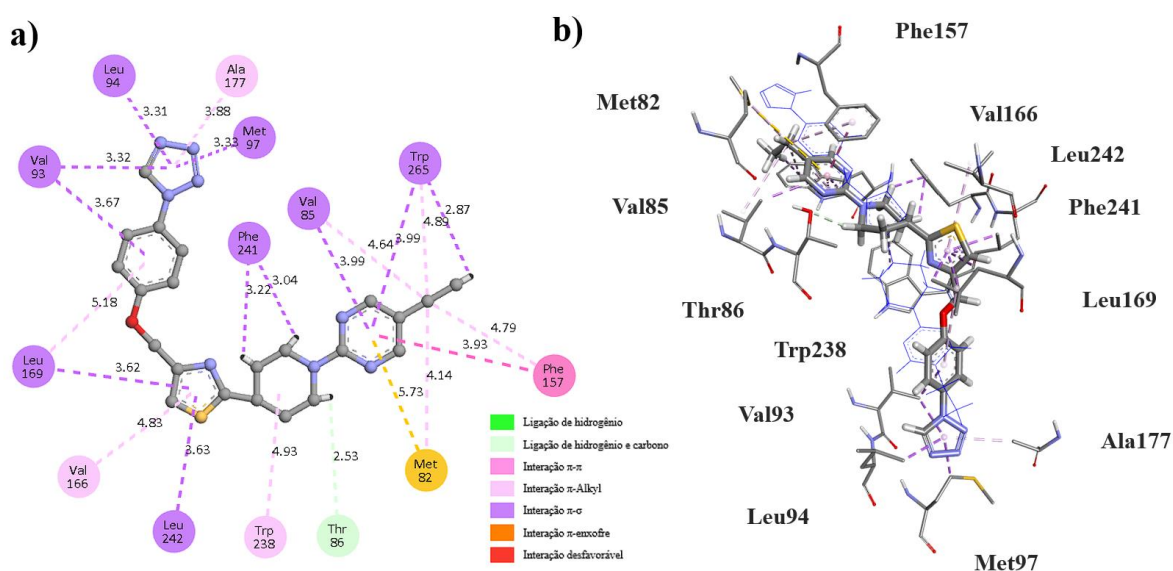 a)
Leu
94
Ala
177
3.31
3.88
Met
97
3.33
Val
93
3.32
3.67
Trp
265
Val
85
2.87
4.89
4.64
3.99
Phe
241
3.99
3.04
3.22
5.18
4.79
3.93
Phe
157
Leu
169
3.62
4.14
5.73
4.83
3.63
4.93
2.53
Val
166
Met
82
Leu
242
Trp
238
Thr
86
Ligação de hidrogênio
Ligação de hidrogênio e carbono
Interação π-π
Interação π-Alkyl
Interação π-σ
Interação π-enxofre
Interação desfavorável
b)
Phe157
Met82
Val166
Leu242
Val85
Phe241
Thr86
Leu169
Trp238
Val93
Ala177
Leu94
Met97